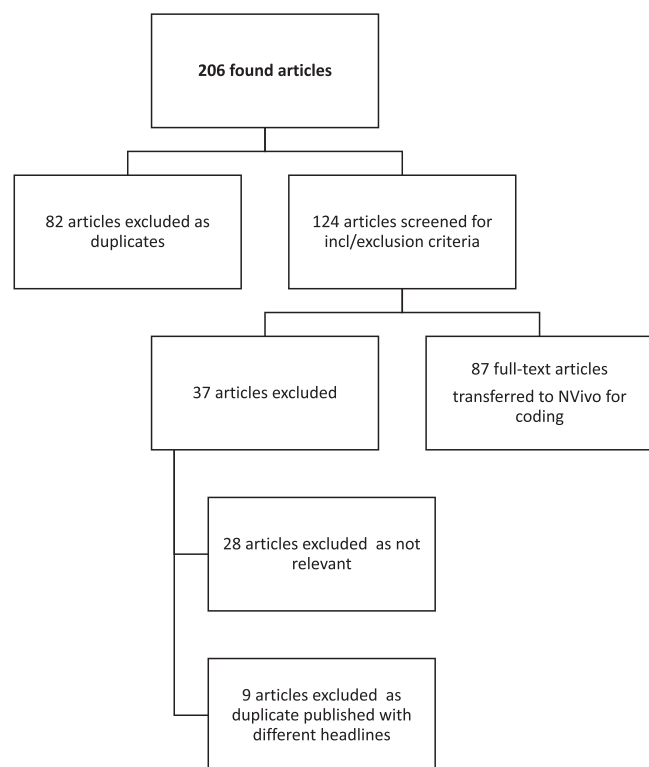 206 found articles
82 articles excluded as
duplicates
124 articles screened for
incl/exclusion criteria
37 articles excluded
87 full-text articles
transferred to NVivo for
coding
28 articles excluded  as not
relevant
9 articles excluded  as
duplicate published with
different headlines